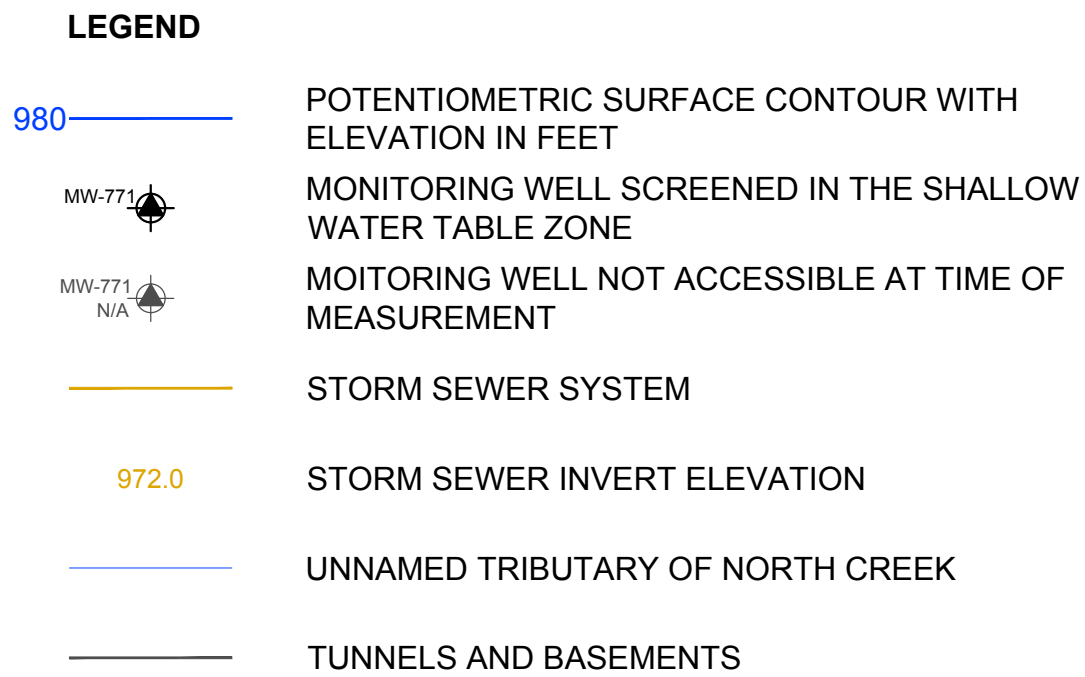 LEGEND
980
POTENTIOMETRIC SURFACE CONTOUR WITH
ELEVATION IN FEET
MW-771
MONITORING WELL SCREENED IN THE SHALLOW
WATER TABLE ZONE
MW-771
N/A
MOITORING WELL NOT ACCESSIBLE AT TIME OF
MEASUREMENT
STORM SEWER SYSTEM
972.0
STORM SEWER INVERT ELEVATION
UNNAMED TRIBUTARY OF NORTH CREEK
TUNNELS AND BASEMENTS